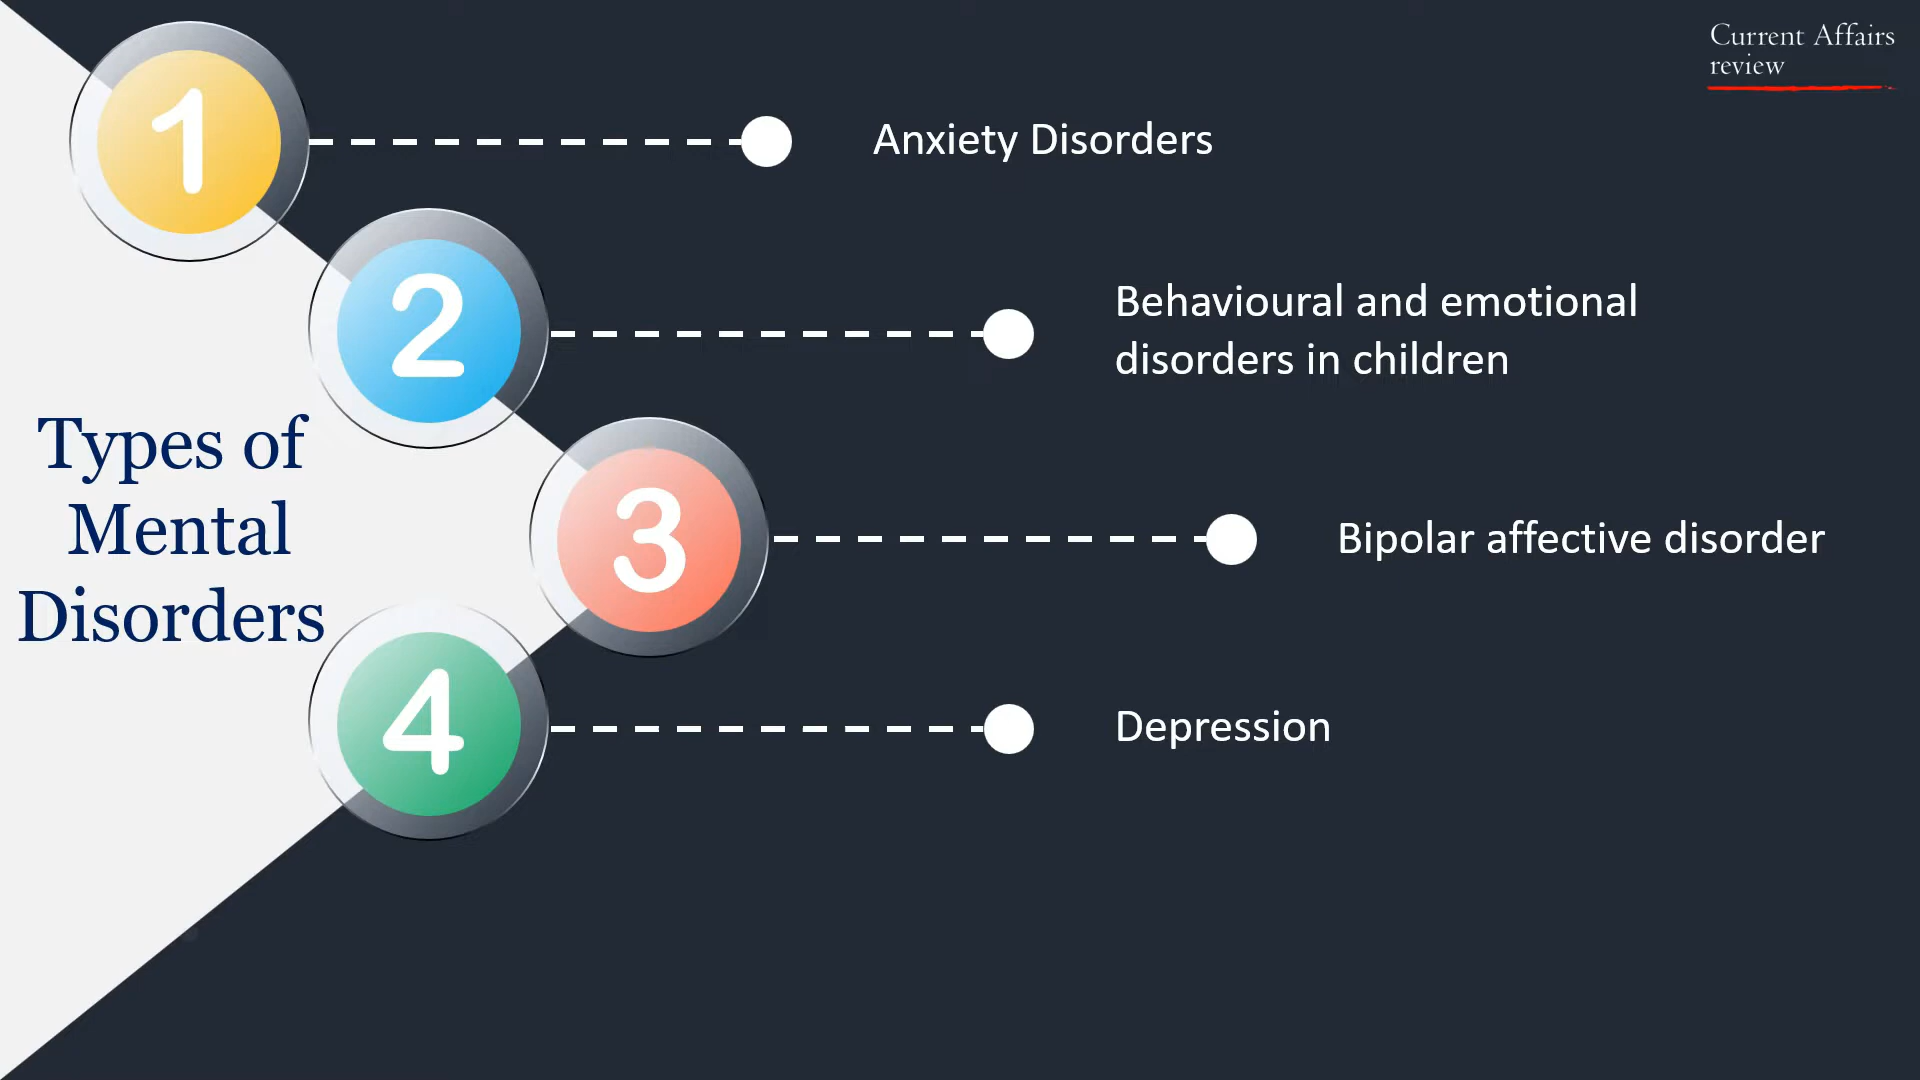 Current Affairs
review
Types of
Mental
Disorders
1
Anxiety Disorders
2
Behavioural and emotional
disorders in children
3
Bipolar affective disorder
4
Depression